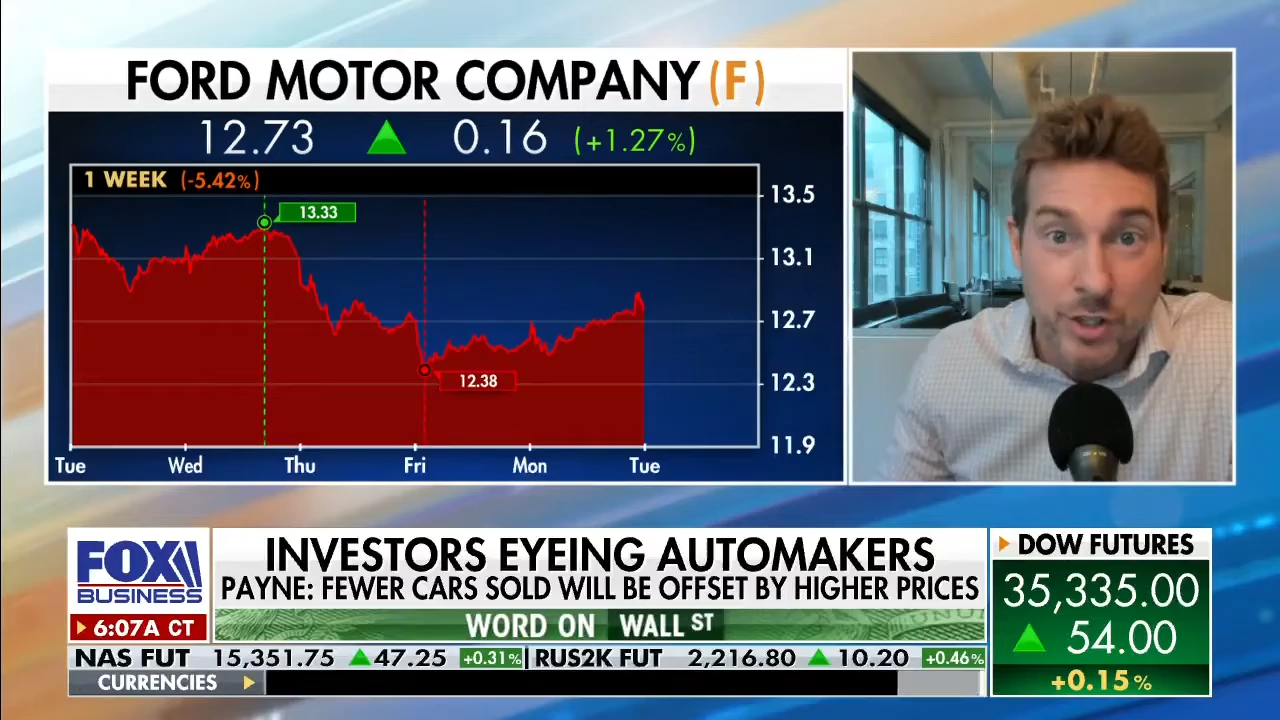 FORD MOTOR COMPANY (F)
12.73 0.16 (+1.27%)
1 WEEK (-5.42%)
13.33
12.38
13.5
13.1
12.7
12.3
11.9
Tue Wed Thu Fri Mon Tue
FOX
BUSINESS
6:07A CT
INVESTORS EYEING AUTOMAKERS
PAYNE: FEWER CARS SOLD WILL BE OFFSET BY HIGHER PRICES
WORD ON WALL ST
DOW FUTURES
35,335.00
54.00
+0.15%
NAS FUT 15,351.75 47.25 +0.31% RUS2K FUT 2,216.80 10.20 +0.46%
CURRENCIES